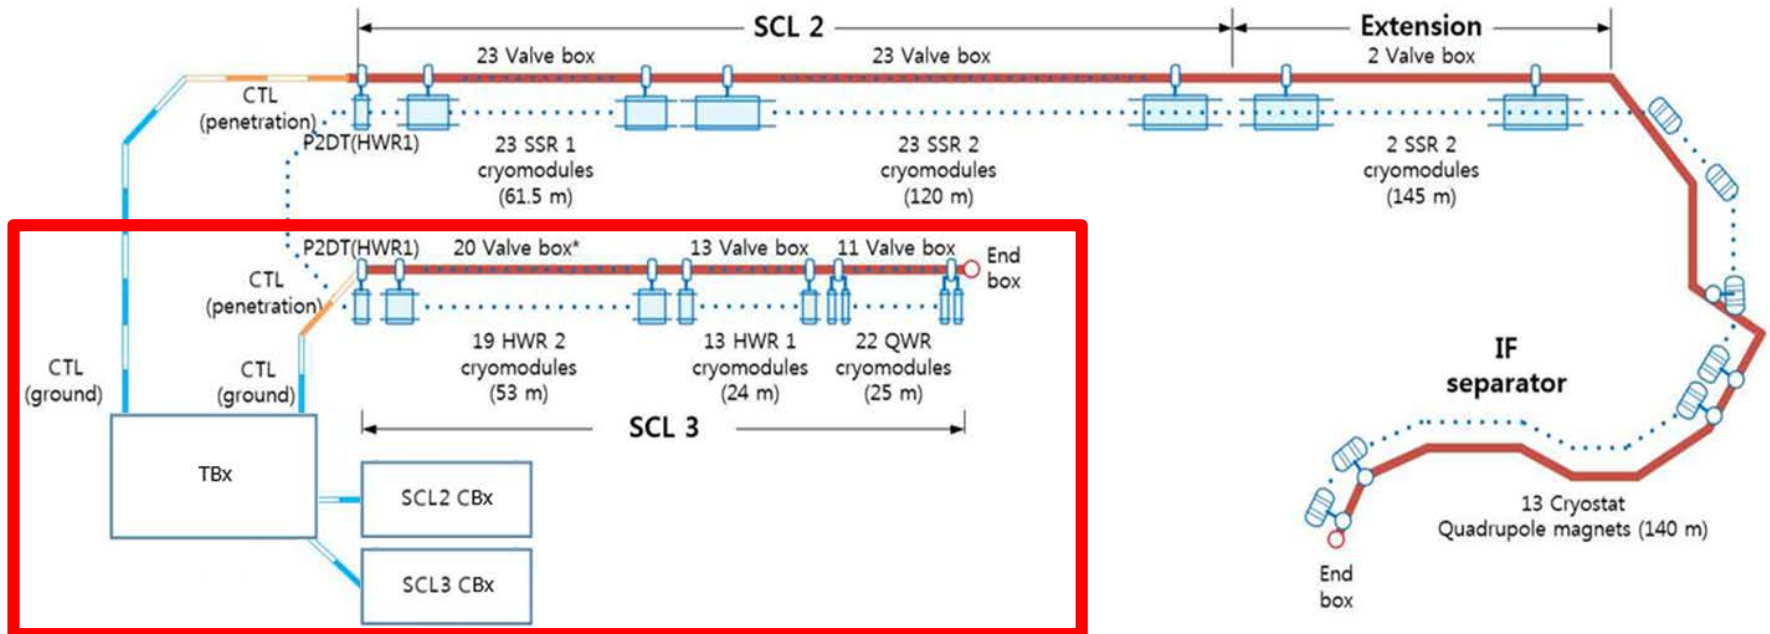 SCL 2
Extension
23 Valve box
23 Valve box
2 Valve box
CTL
(penetration)
P2DT(HWR1)
23 SSR 1
cryomodules
(61.5 m)
23 SSR 2
cryomodules
(120 m)
2 SSR 2
cryomodules
(145 m)
P2DT(HWR1)
20 Valve box*
13 Valve box
11 Valve box
End
box
CTL
(penetration)
19 HWR 2
cryomodules
(53 m)
13 HWR 1
cryomodules
(24 m)
22 QWR
cryomodules
(25 m)
CTL
(ground)
CTL
(ground)
SCL 3
IF
separator
TBx
SCL2 CBx
SCL3 CBx
13 Cryostat
Quadrupole magnets (140 m)
End
box